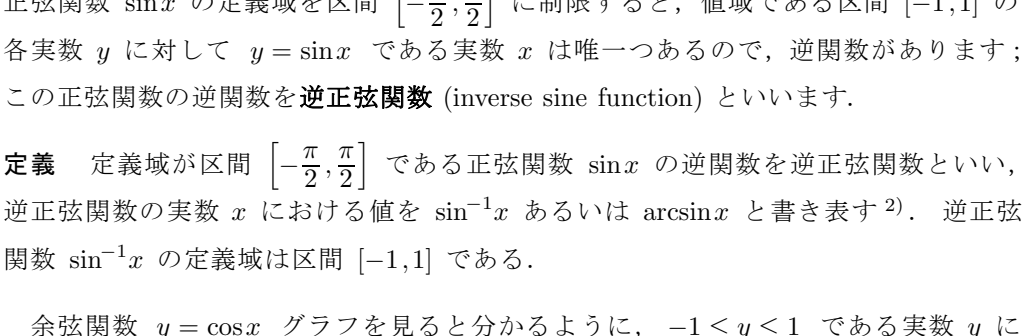 正弦関数 sin x の定義域を区間 [−π/2, π/2] に制限すると，値域である区間 [−1,1] の
各実数 y に対して y = sin x である実数 x は唯一つあるので，逆関数があります；
この正弦関数の逆関数を逆正弦関数 (inverse sine function) といいます．
定義 定義域が区間 [−π/2, π/2] である正弦関数 sin x の逆関数を逆正弦関数といい，
逆正弦関数の実数 x における値を sin⁻¹x あるいは arcsin x と書き表す ²⁾． 逆正弦
関数 sin⁻¹x の定義域は区間 [−1,1] である．
余弦関数 y = cos x グラフを見ると分かるように， −1 ≤ y ≤ 1 である実数 y に